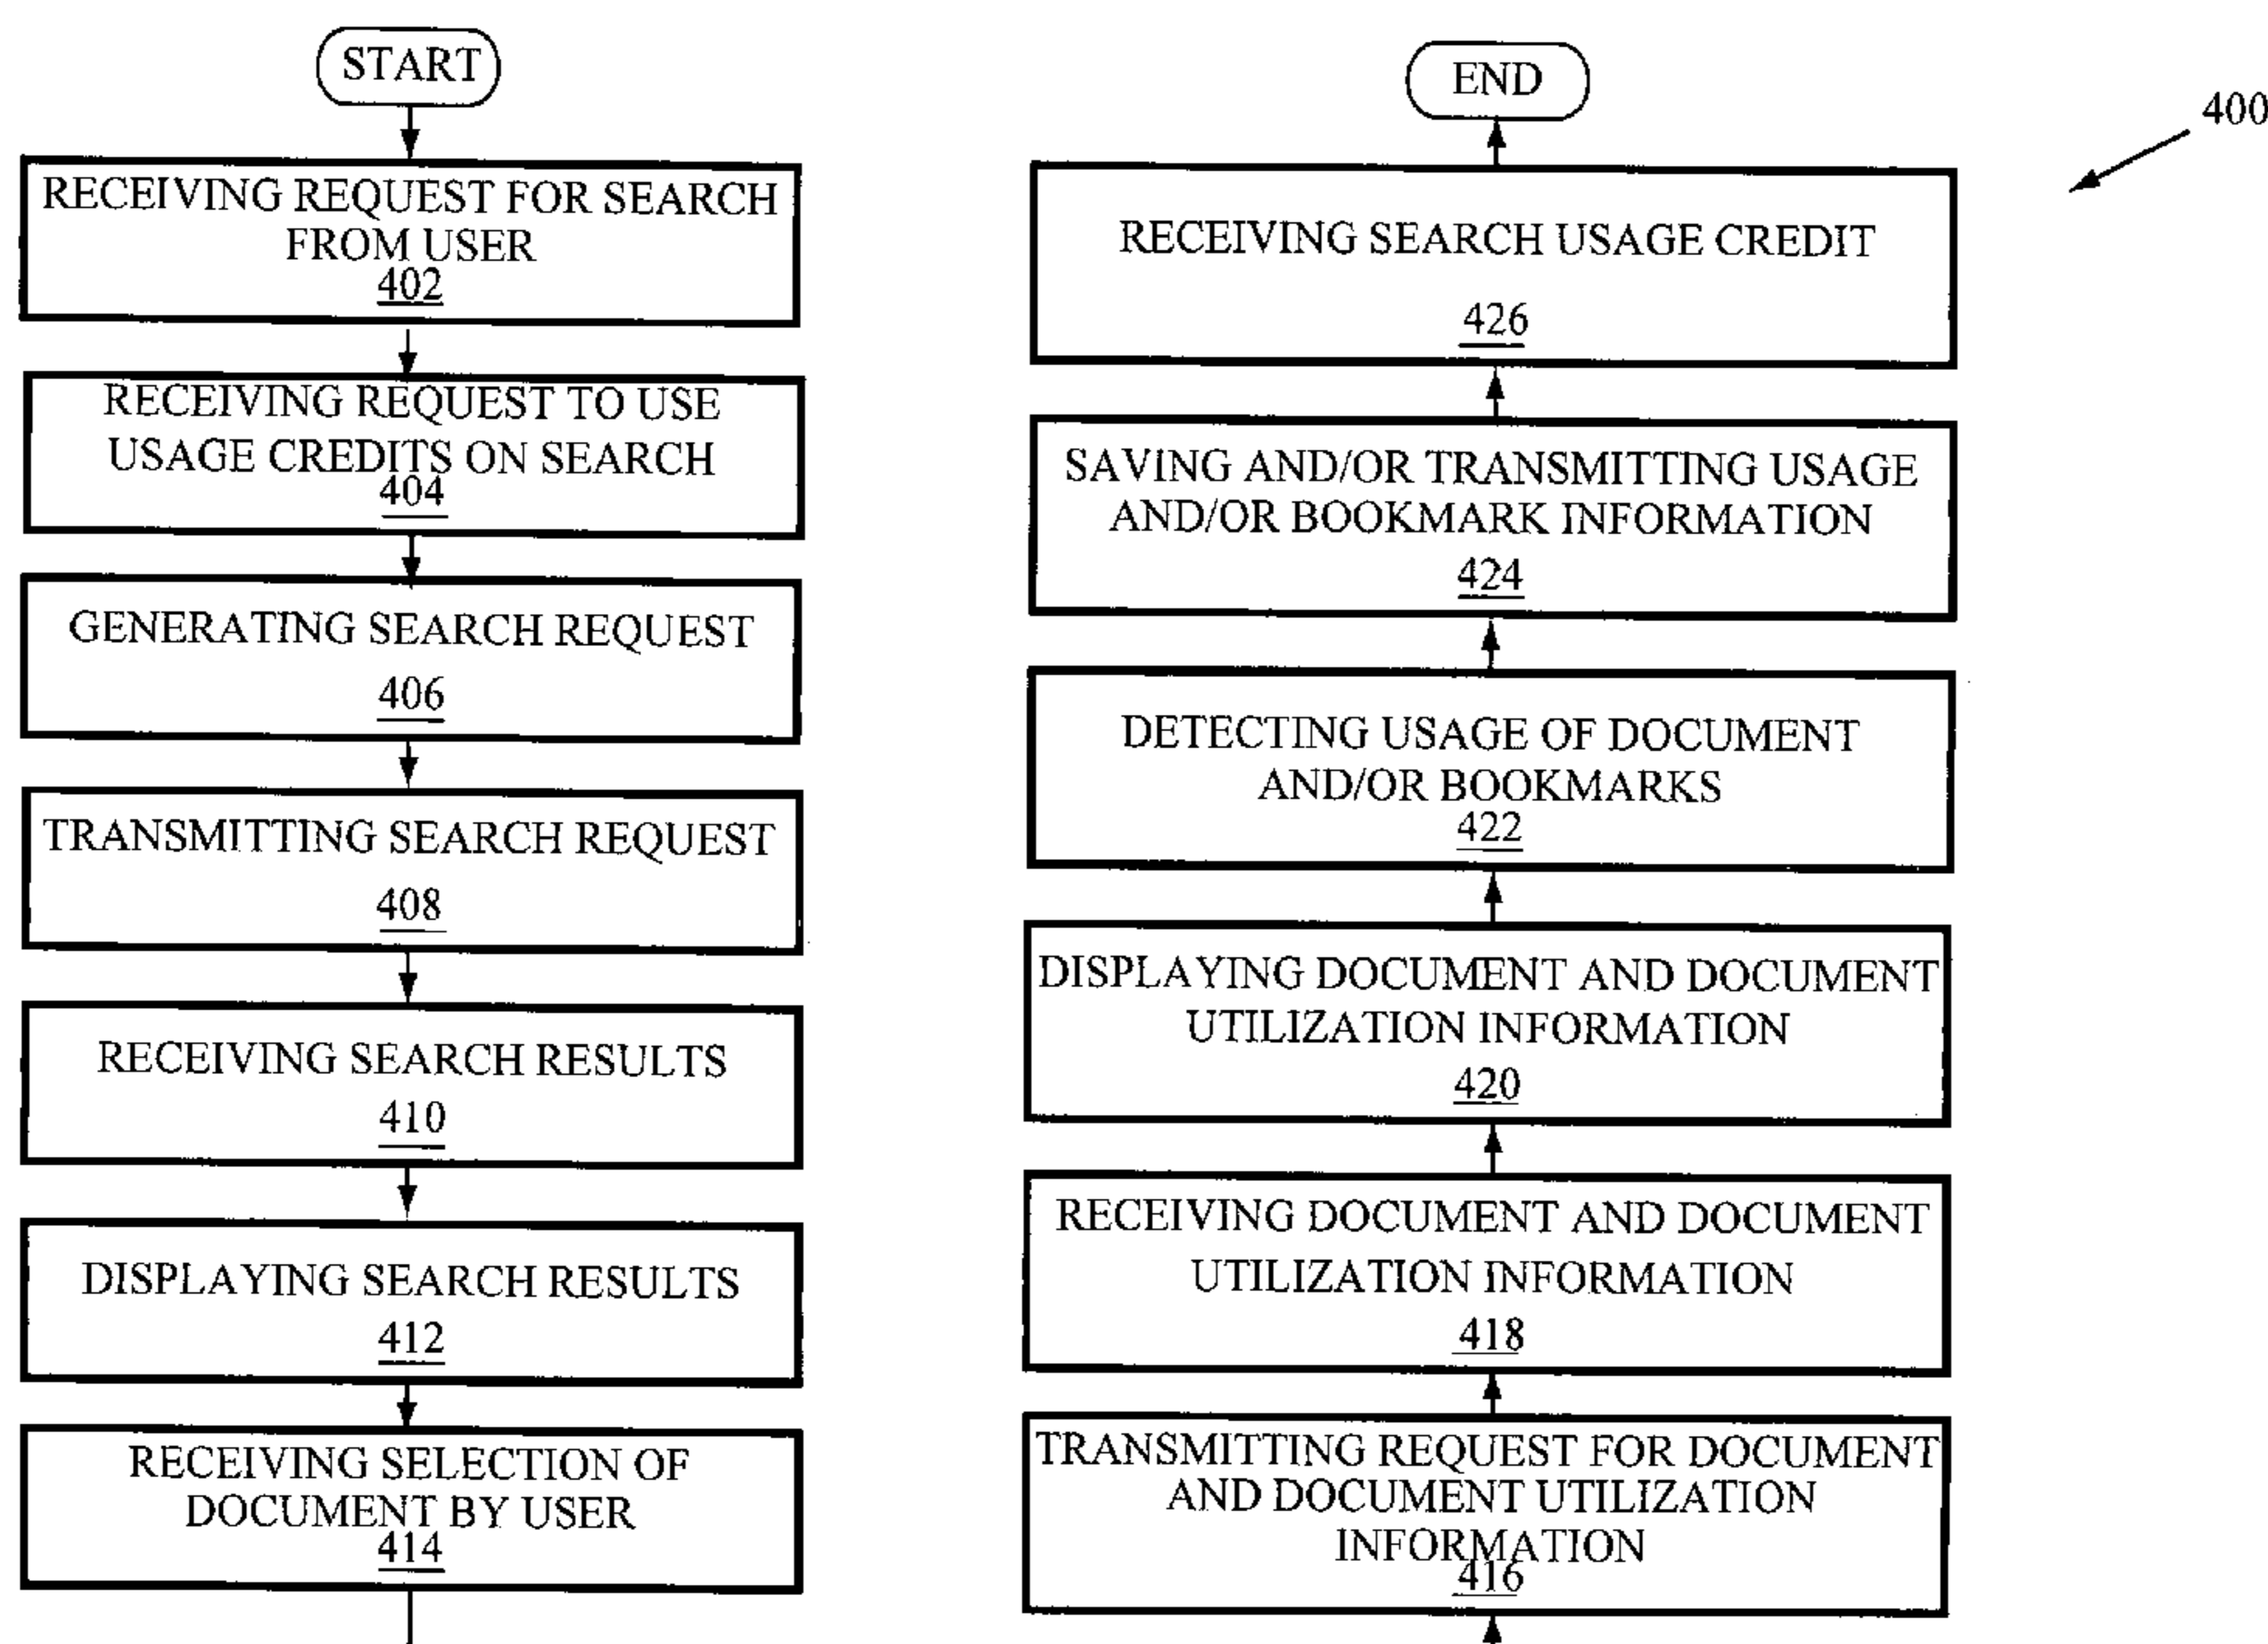 START
RECEIVING REQUEST FOR SEARCH
FROM USER
402
RECEIVING REQUEST TO USE
USAGE CREDITS ON SEARCH
404
GENERATING SEARCH REQUEST
406
TRANSMITTING SEARCH REQUEST
408
RECEIVING SEARCH RESULTS
410
DISPLAYING SEARCH RESULTS
412
RECEIVING SELECTION OF
DOCUMENT BY USER
414
TRANSMITTING REQUEST FOR DOCUMENT
AND DOCUMENT UTILIZATION
INFORMATION
416
RECEIVING DOCUMENT AND DOCUMENT
UTILIZATION INFORMATION
418
DISPLAYING DOCUMENT AND DOCUMENT
UTILIZATION INFORMATION
420
DETECTING USAGE OF DOCUMENT
AND/OR BOOKMARKS
422
SAVING AND/OR TRANSMITTING USAGE
AND/OR BOOKMARK INFORMATION
424
RECEIVING SEARCH USAGE CREDIT
426
END
400